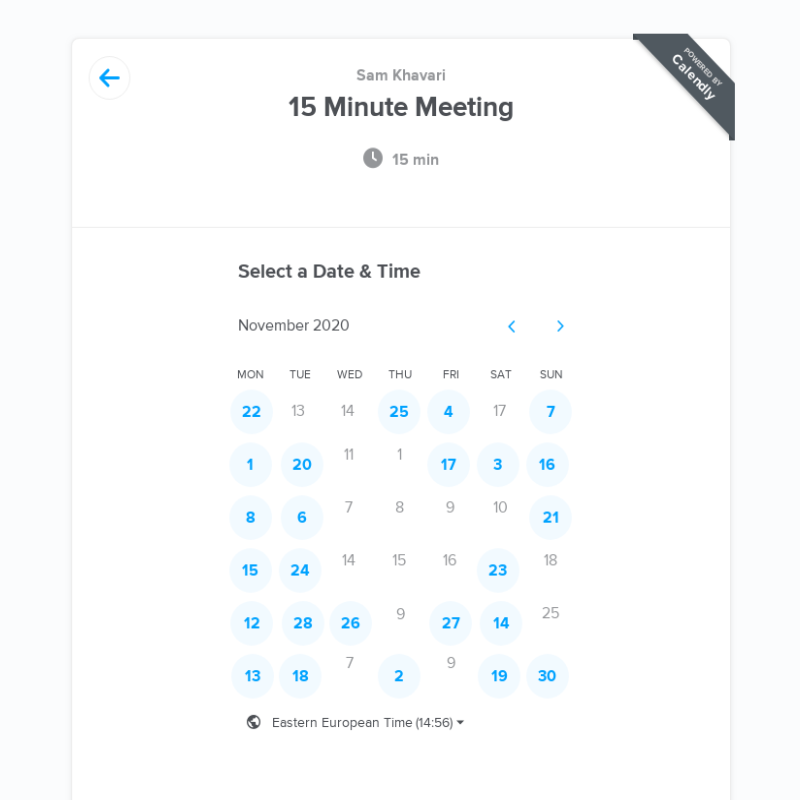 Sam Khavari
POWERED BY
Calendly
15 Minute Meeting
15 min
Select a Date & Time
November 2020
MON TUE WED THU FRI SAT SUN
22 13 14 25 4 17 7
1 20 11 1 17 3 16
8 6 7 8 9 10 21
15 24 14 15 16 23 18
12 28 26 9 27 14 25
13 18 7 2 9 19 30
Eastern European Time (14:56)